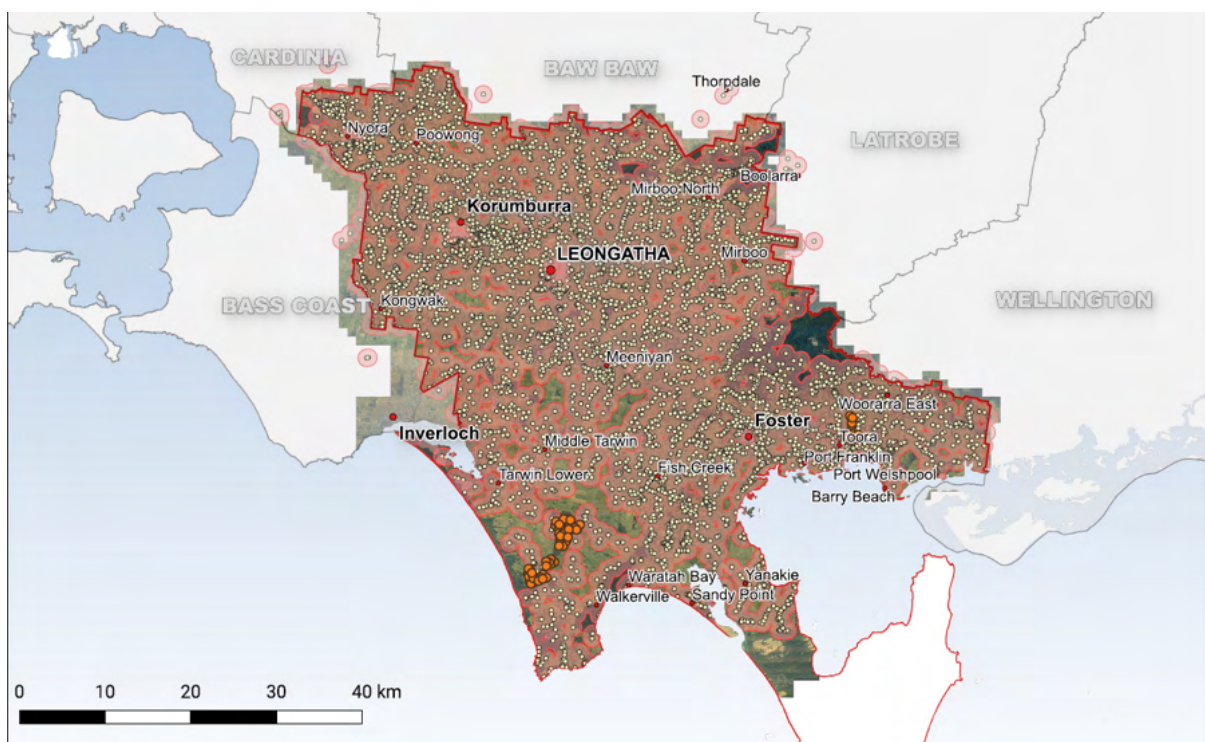 CARDINIA
BAW BAW
Thorpdale
LATROBE
Nyora
Poowong
Boolarra
Mirboo North
Korumburra
LEONGATHA
Mirboo
BASS COAST
Kongwak
WELLINGTON
Meeniyan
Woorarra East
Foster
Inverloch
Toora
Middle Tarwin
Port Franklin
Fish Creek
Port Welshpool
Tarwin Lower
Barry Beach
Waratah Bay
Yanakie
Walkerville
Sandy Point
0 10 20 30 40 km